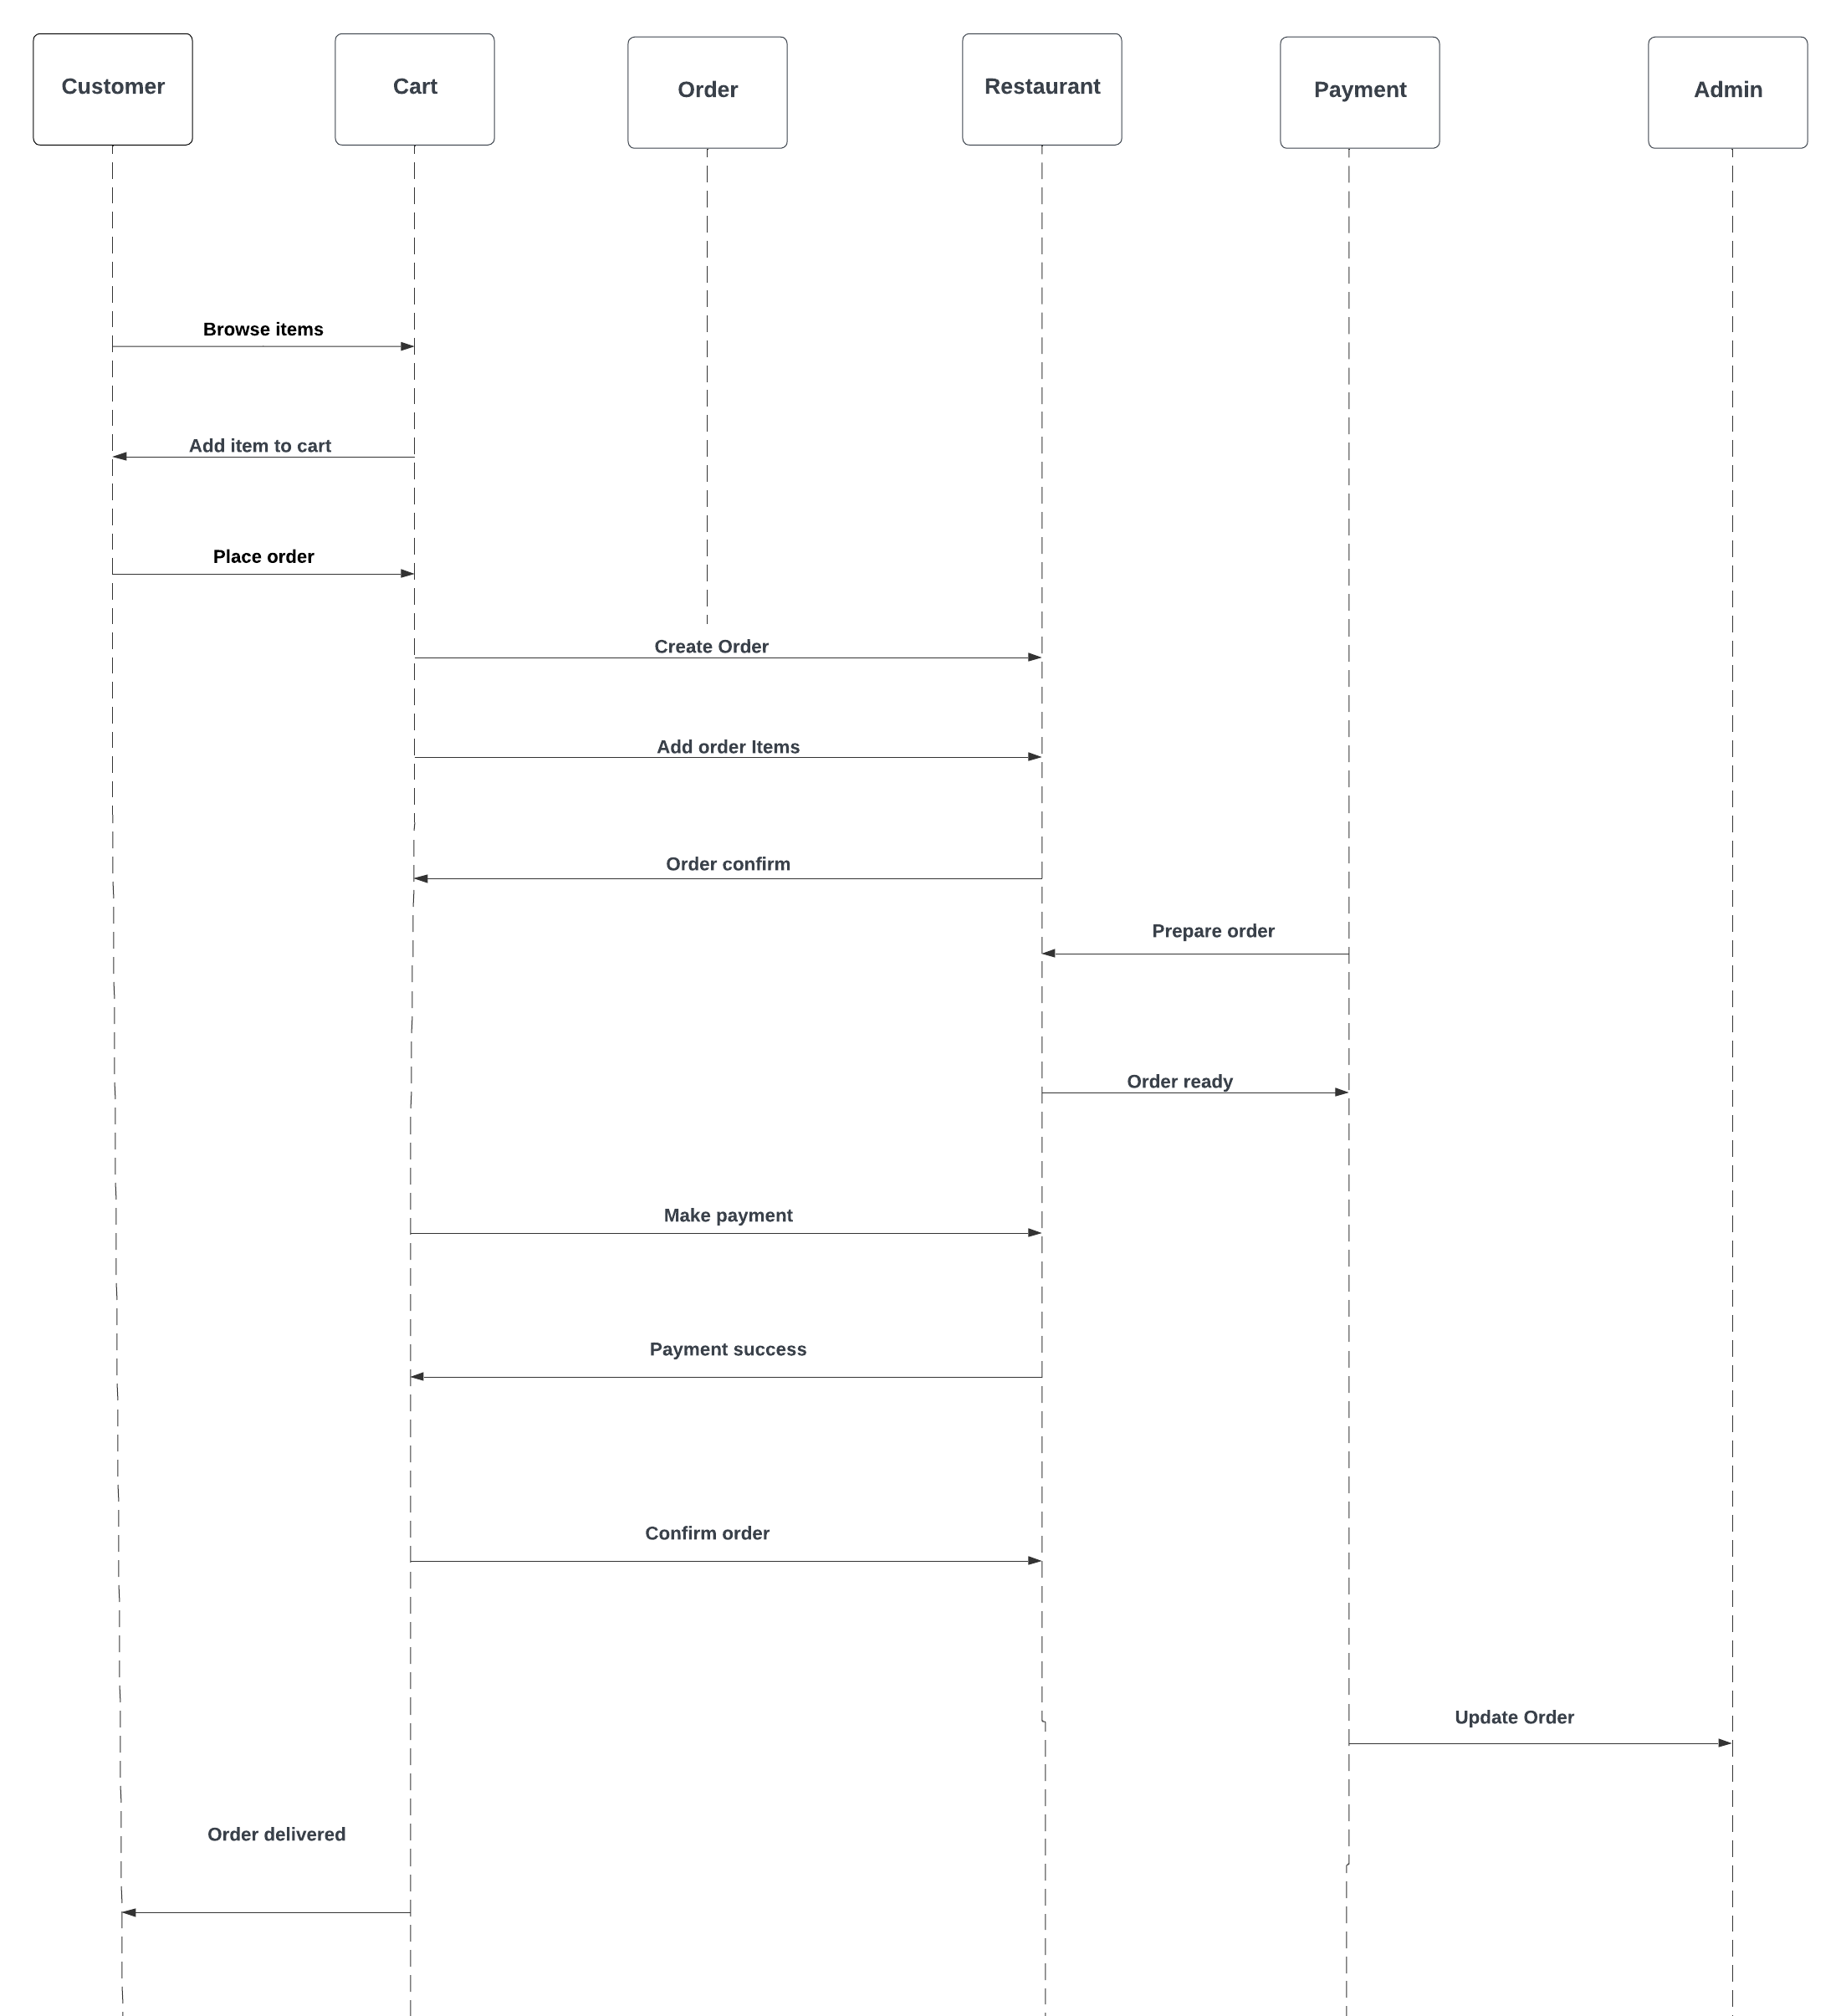 Customer
Cart
Order
Restaurant
Payment
Admin
Browse items
Add item to cart
Place order
Create Order
Add order Items
Order confirm
Prepare order
Order ready
Make payment
Payment success
Confirm order
Update Order
Order delivered